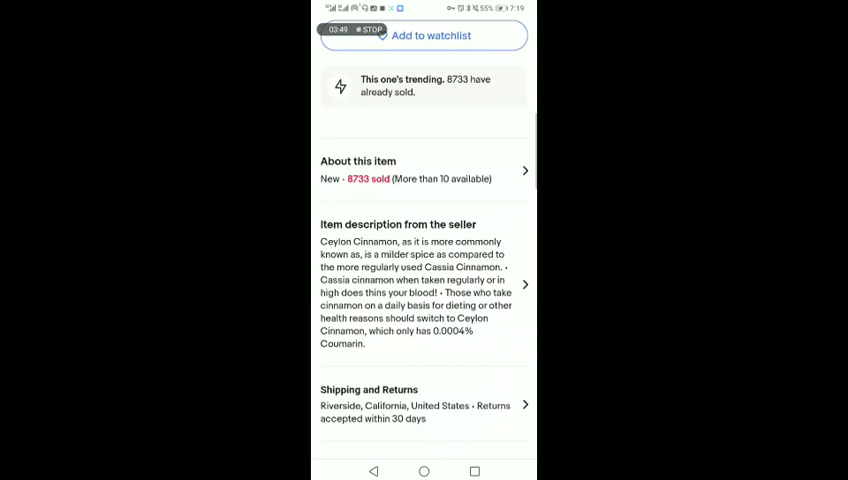 55% 7:19
03:49 STOP
Add to watchlist
This one's trending. 8733 have
already sold.
About this item
New · 8733 sold (More than 10 available)
Item description from the seller
Ceylon Cinnamon, as it is more commonly
known as, is a milder spice as compared to
the more regularly used Cassia Cinnamon. •
Cassia cinnamon when taken regularly or in
high does thins your blood! • Those who take
cinnamon on a daily basis for dieting or other
health reasons should switch to Ceylon
Cinnamon, which only has 0.0004%
Coumarin.
Shipping and Returns
Riverside, California, United States • Returns
accepted within 30 days